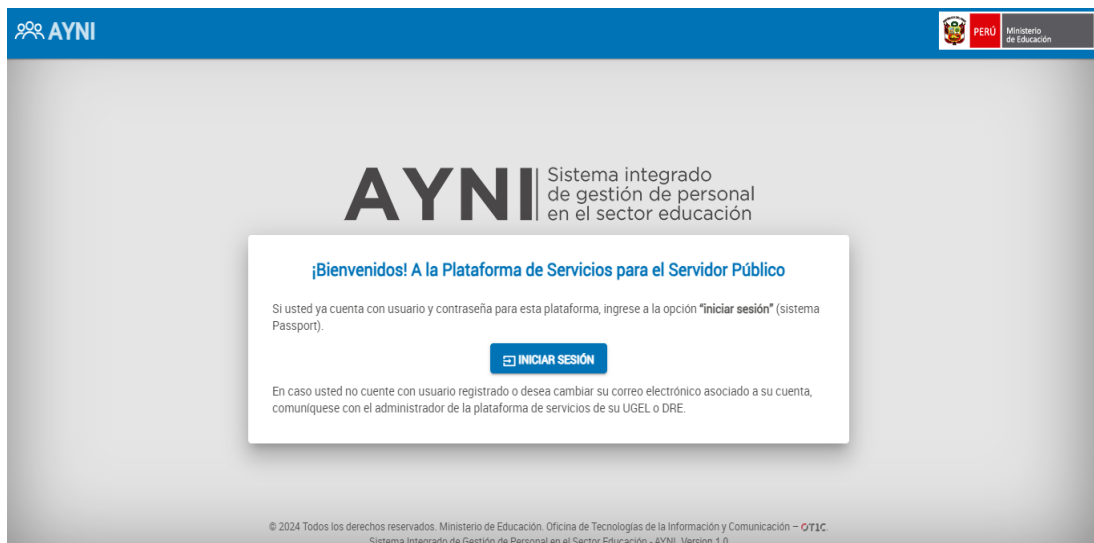 AYNI
PERÚ
Ministerio
de Educación
AYNI
Sistema integrado
de gestión de personal
en el sector educación
¡Bienvenidos! A la Plataforma de Servicios para el Servidor Público
Si usted ya cuenta con usuario y contraseña para esta plataforma, ingrese a la opción "iniciar sesión" (sistema
Passport).
INICIAR SESIÓN
En caso usted no cuente con usuario registrado o desea cambiar su correo electrónico asociado a su cuenta,
comuníquese con el administrador de la plataforma de servicios de su UGEL o DRE.
© 2024 Todos los derechos reservados. Ministerio de Educación. Oficina de Tecnologías de la Información y Comunicación – OTIC.
Sistema Integrado de Gestión de Personal en el Sector Educación - AYNI. Version 1.0